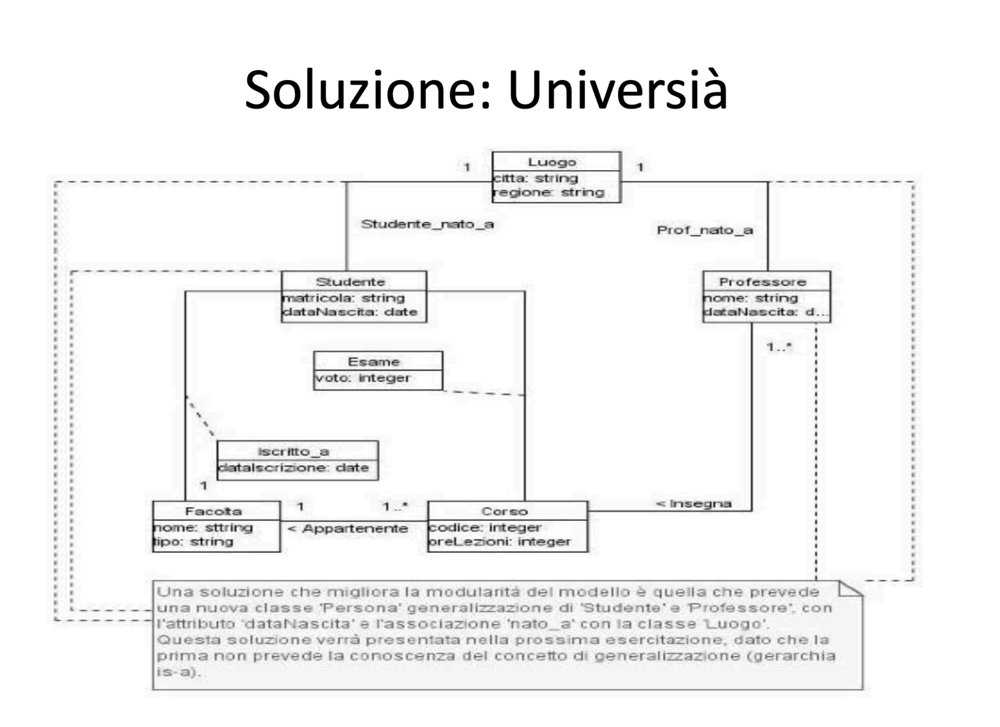 Soluzione: Universià
1
Luogo
1
citta: string
regione: string
Studente_nato_a
Prof_nato_a
Studente
matricola: string
dataNascita: date
Professore
nome: string
dataNascita: d...
1..*
Esame
voto: integer
Iscritto_a
dataIscrizione: date
1
Facolta
nome: sttring
tipo: string
1
1..*
< Appartenente
Corso
codice: integer
oreLezioni: integer
< Insegna
Una soluzione che migliora la modularità del modello è quella che prevede
una nuova classe 'Persona' generalizzazione di 'Studente' e 'Professore', con
l'attributo 'dataNascita' e l'associazione 'nato_a' con la classe 'Luogo'.
Questa soluzione verrà presentata nella prossima esercitazione, dato che la
prima non prevede la conoscenza del concetto di generalizzazione (gerarchia
is-a).